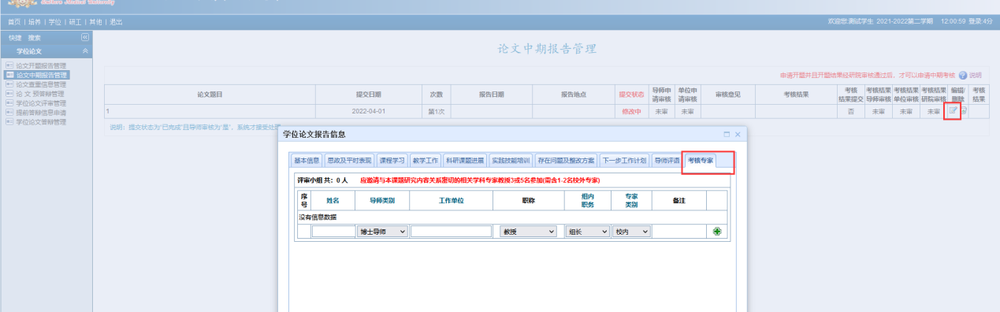 Medical University
首页 | 培养 | 学位 | 研工 | 其他 | 退出
欢迎您:测试学生 2021-2022第二学期 12:00:59 登录:4分
快捷 搜索
学位论文
论文开题报告管理
论文中期报告管理
论文查重信息管理
论 文 预答辩管理
学位论文评审管理
提前答辩信息申请
学位论文答辩管理
论文中期报告管理
申请开题并且开题结果经研院审核通过后，才可以申请中期考核 说明
论文题目 提交日期 次数 报告日期 报告地点 提交状态 导师申请审核 单位申请审核 审核意见 考核结果 考核结果提交 考核结果导师审核 考核结果单位审核 考核结果研院审核 编辑/删除 考核结果
1 2022-04-01 第1次 修改中 未审 未审 否 未审 未审 未审
说明：提交状态为'已完成'且导师审核为'是'，系统才接受处理
学位论文报告信息
基本信息 思政及平时表现 课程学习 教学工作 科研课题进展 实践技能培训 存在问题及整改方案 下一步工作计划 导师评语 考核专家
评审小组 共：0 人 应邀请与本课题研究内容关系密切的相关学科专家教授3或5名参加(需含1-2名校外专家)
序号 姓名 导师类别 工作单位 职称 组内职务 专家类别 备注
没有信息数据
博士导师 教授 组长 校内